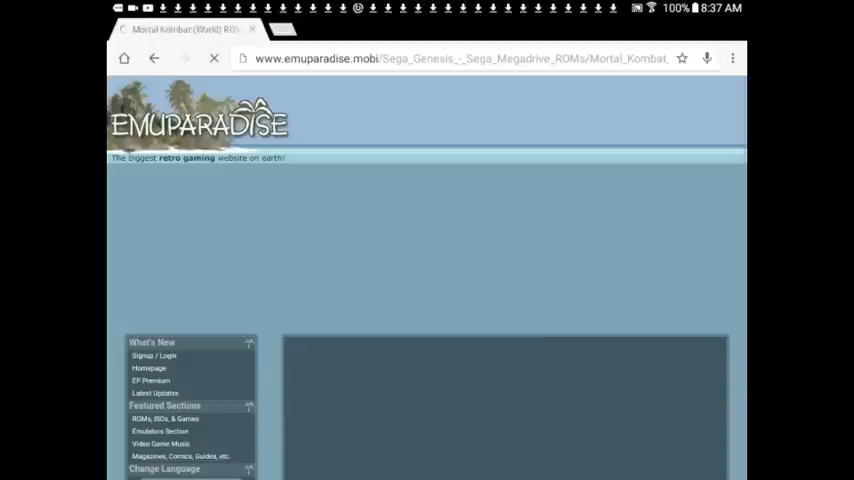 100% 8:37 AM
Mortal Kombat (World) ROM
www.emuparadise.mobi/Sega_Genesis_-_Sega_Megadrive_ROMs/Mortal_Kombat_
EMUPARADISE
The biggest retro gaming website on earth!
What's New
Signup / Login
Homepage
EP Premium
Latest Updates
Featured Sections
ROMs, ISOs, & Games
Emulators Section
Video Game Music
Magazines, Comics, Guides, etc.
Change Language